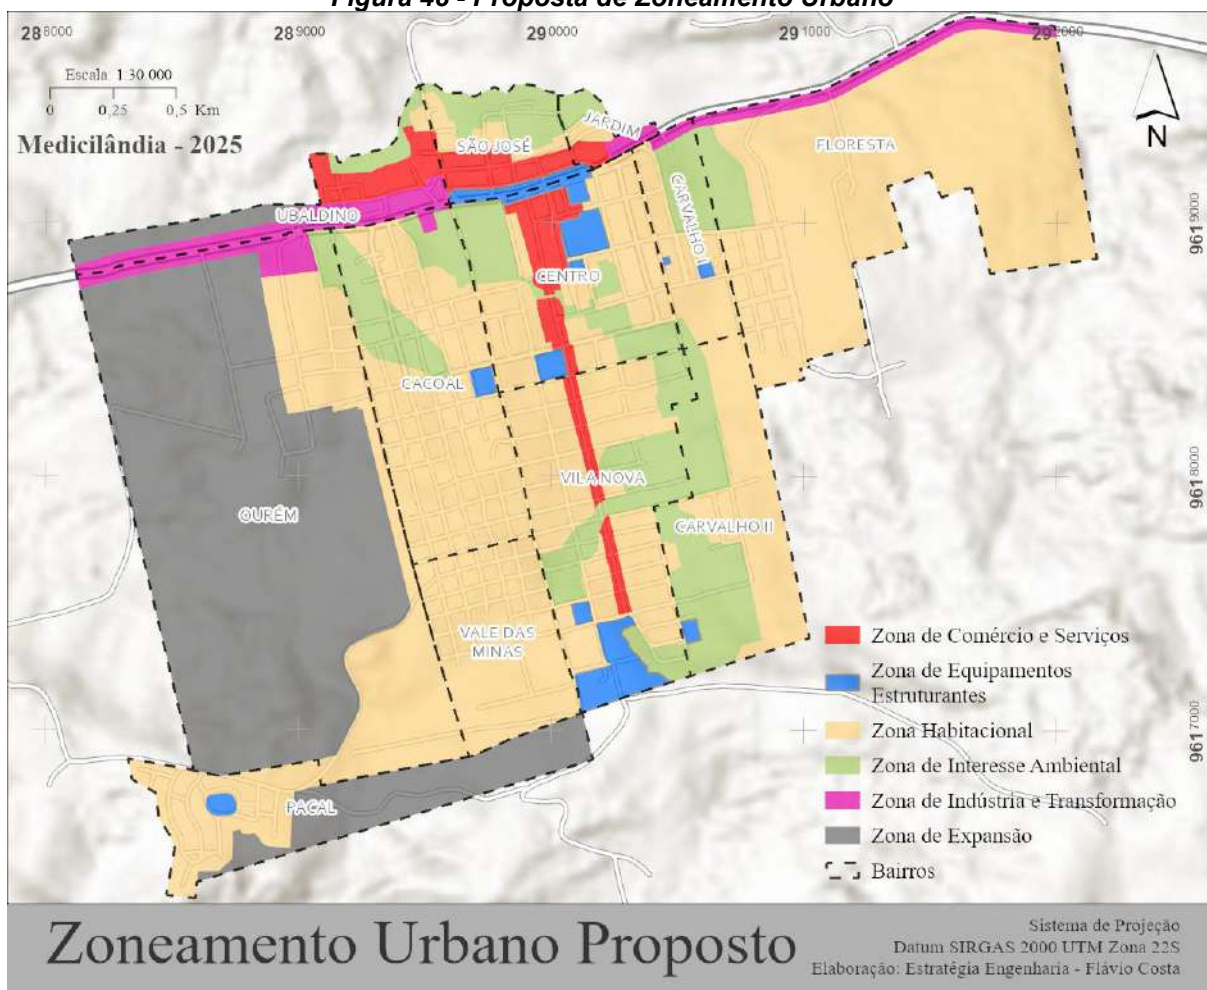 Figura 40 - Proposta de Zoneamento Urbano
288000
289000
290000
291000
292000
Escala: 1:30 000
0 0,25 0,5 Km
Medicilândia - 2025
N
JARDIM
SÃO JOSÉ
FLORESTA
CARVALHO I
UBALDINO
9619000
CENTRO
CACOAL
VILA NOVA
9618000
OURÉM
CARVALHO II
VALE DAS
MINAS
PACAL
9617000
Zona de Comércio e Serviços
Zona de Equipamentos
Estruturantes
Zona Habitacional
Zona de Interesse Ambiental
Zona de Indústria e Transformação
Zona de Expansão
Bairros
Zoneamento Urbano Proposto
Sistema de Projeção
Datum SIRGAS 2000 UTM Zona 22S
Elaboração: Estratégia Engenharia - Flávio Costa